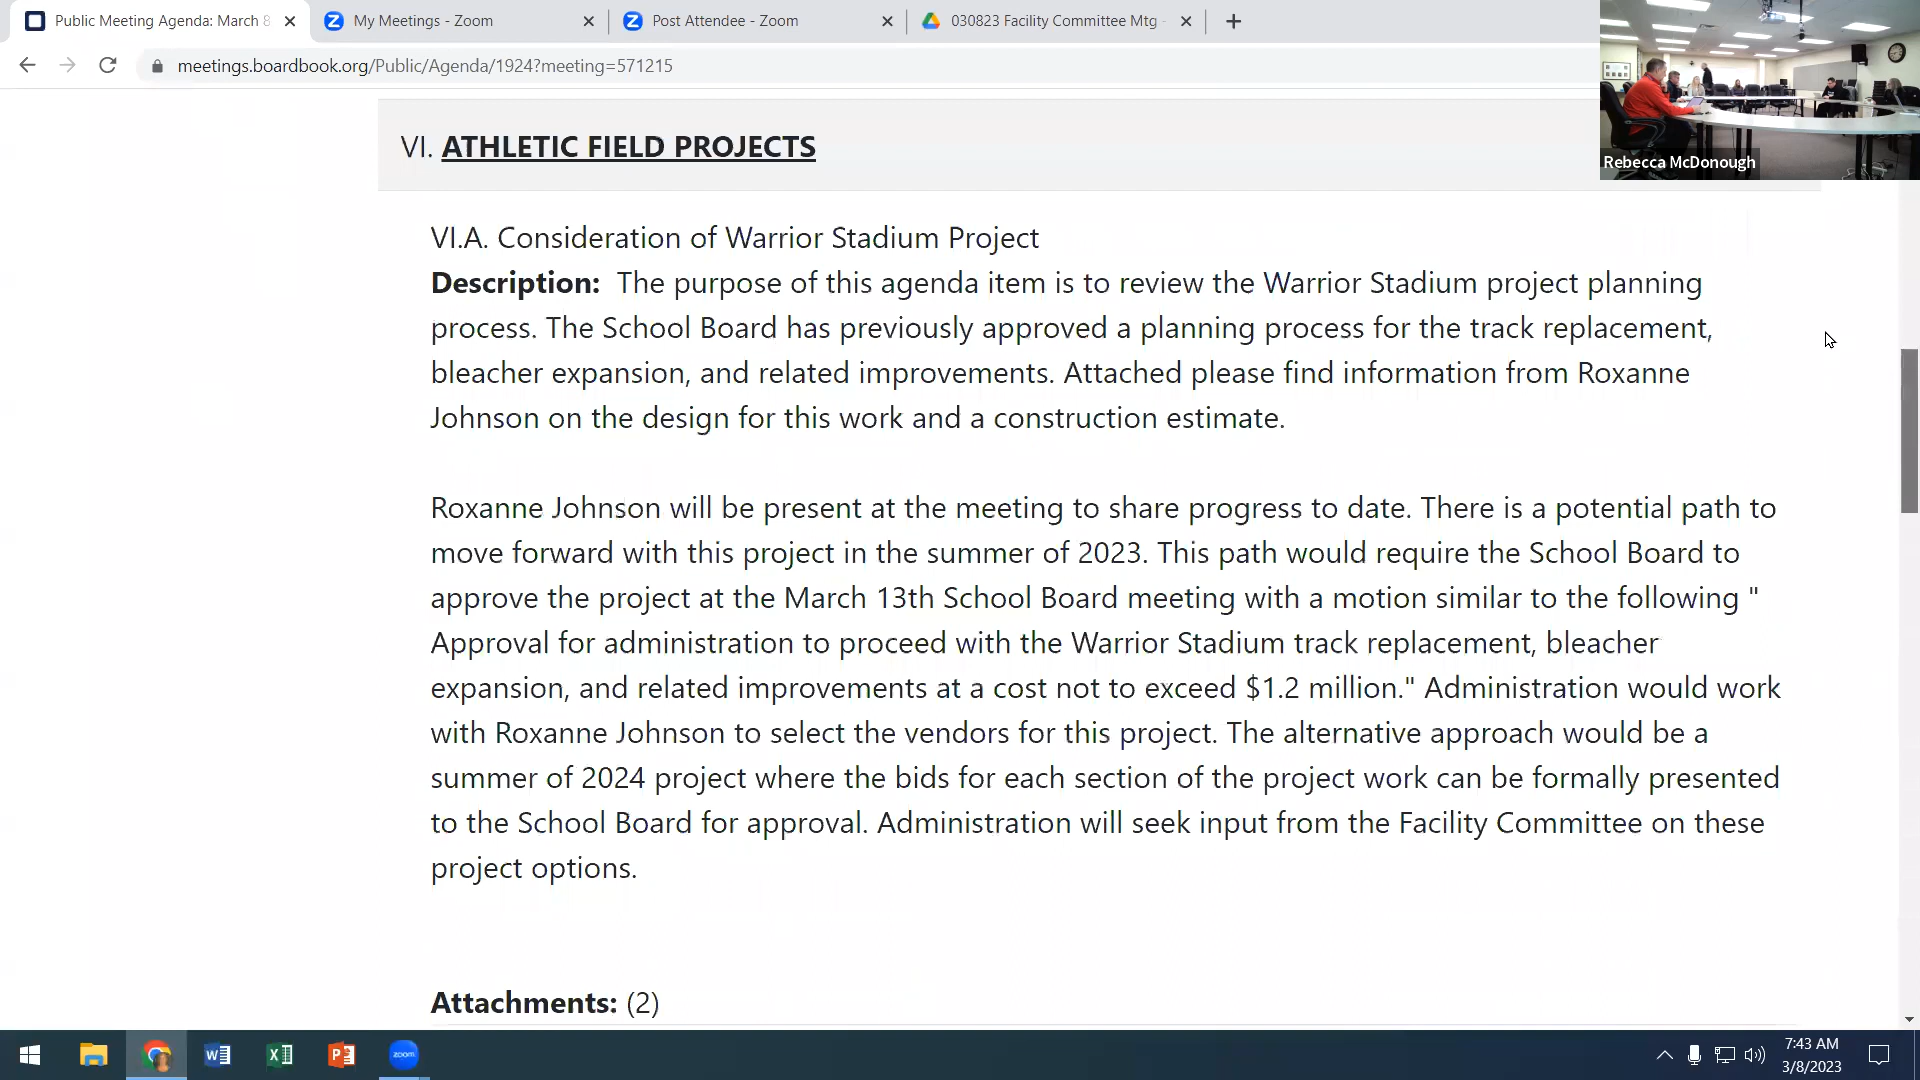 Public Meeting Agenda: March 8
My Meetings - Zoom
Post Attendee - Zoom
030823 Facility Committee Mtg -
meetings.boardbook.org/Public/Agenda/1924?meeting=571215
Rebecca McDonough
VI. ATHLETIC FIELD PROJECTS
VI.A. Consideration of Warrior Stadium Project
Description: The purpose of this agenda item is to review the Warrior Stadium project planning
process. The School Board has previously approved a planning process for the track replacement,
bleacher expansion, and related improvements. Attached please find information from Roxanne
Johnson on the design for this work and a construction estimate.
Roxanne Johnson will be present at the meeting to share progress to date. There is a potential path to
move forward with this project in the summer of 2023. This path would require the School Board to
approve the project at the March 13th School Board meeting with a motion similar to the following "
Approval for administration to proceed with the Warrior Stadium track replacement, bleacher
expansion, and related improvements at a cost not to exceed $1.2 million." Administration would work
with Roxanne Johnson to select the vendors for this project. The alternative approach would be a
summer of 2024 project where the bids for each section of the project work can be formally presented
to the School Board for approval. Administration will seek input from the Facility Committee on these
project options.
Attachments: (2)
zoom
7:43 AM
3/8/2023